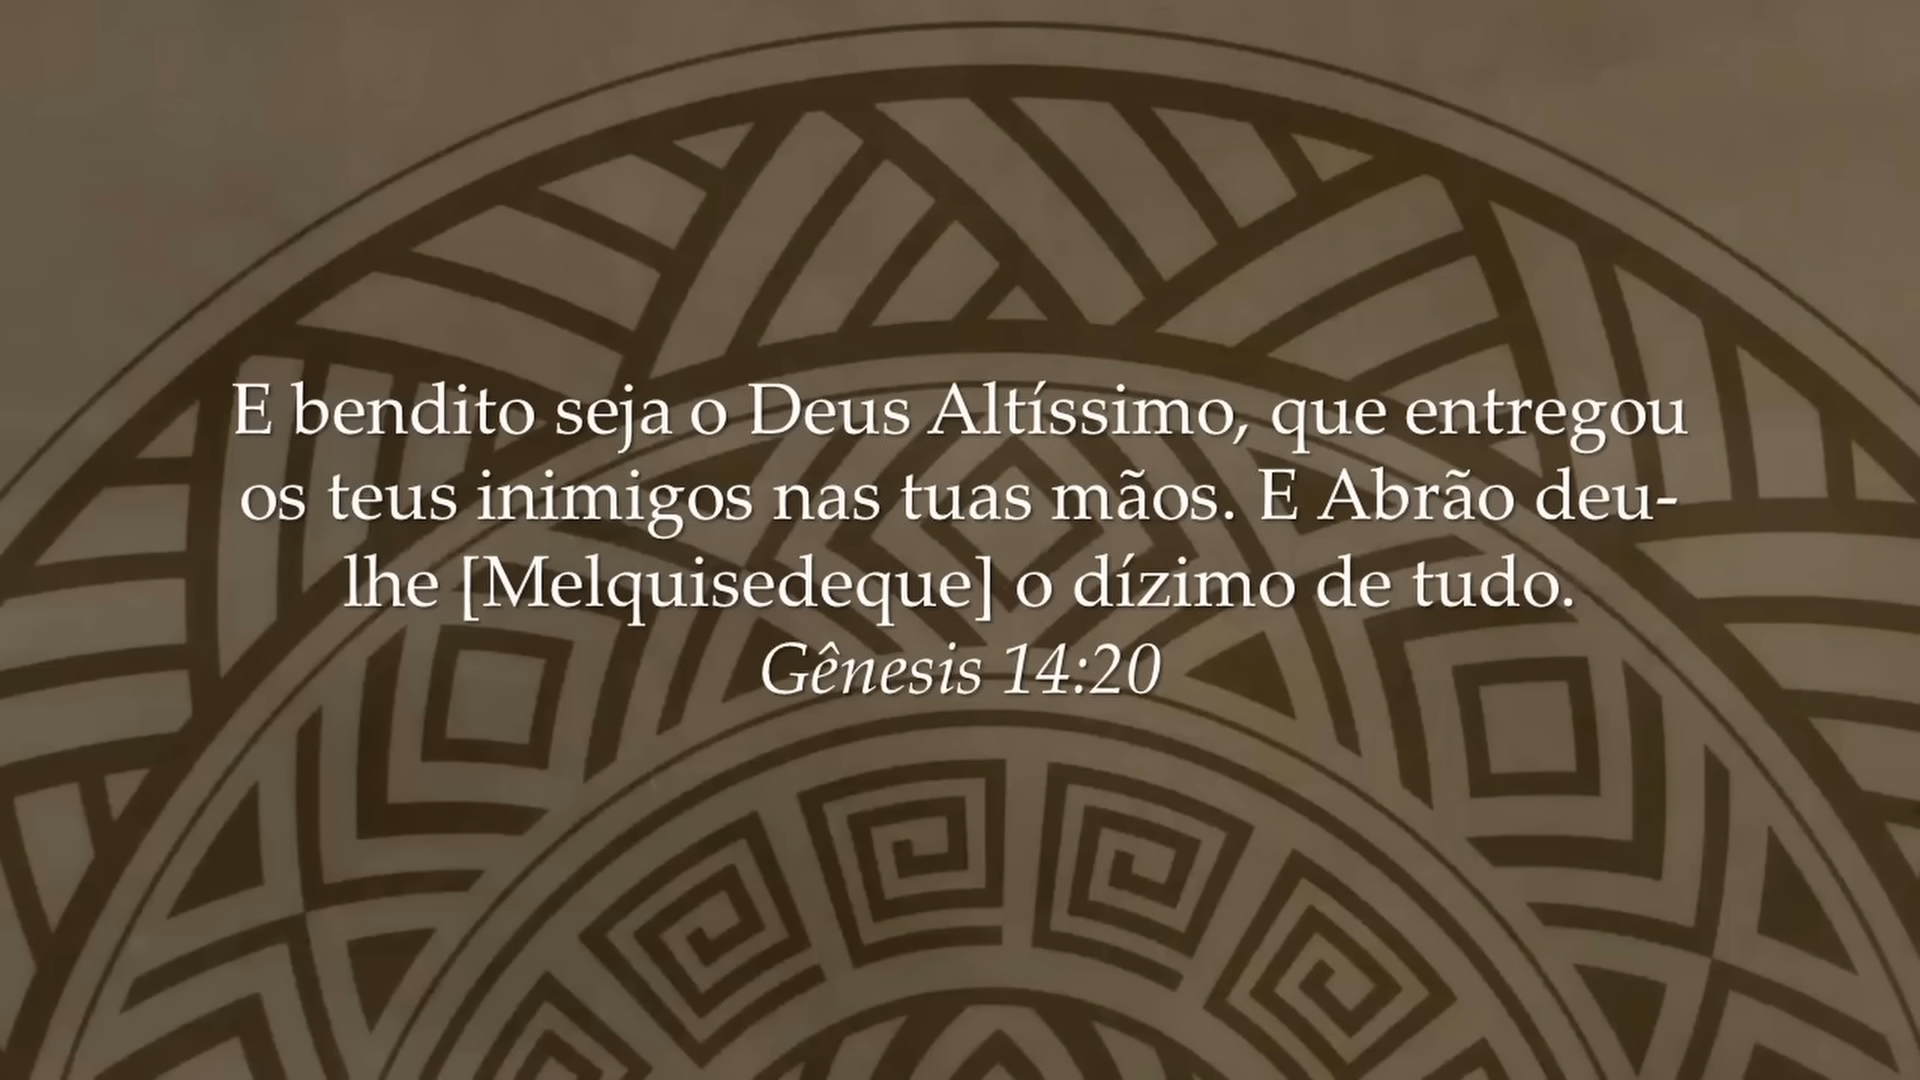 E bendito seja o Deus Altíssimo, que entregou
os teus inimigos nas tuas mãos. E Abrão deu-
lhe [Melquisedeque] o dízimo de tudo.
Gênesis 14:20